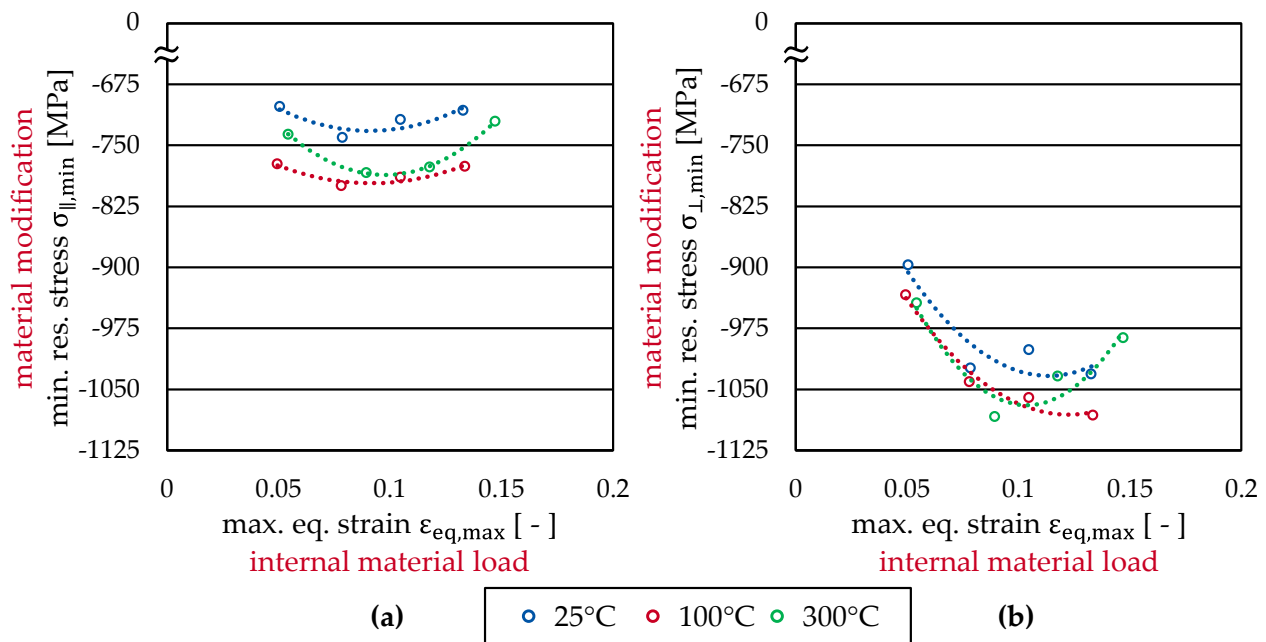 material modification
min. res. stress σ∥,min [MPa]
0
-675
-750
-825
-900
-975
-1050
-1125
0 0.05 0.1 0.15 0.2
max. eq. strain εeq,max [ - ]
internal material load
(a)
material modification
min. res. stress σ⊥,min [MPa]
0
-675
-750
-825
-900
-975
-1050
-1125
0 0.05 0.1 0.15 0.2
max. eq. strain εeq,max [ - ]
internal material load
(b)
25°C 100°C 300°C